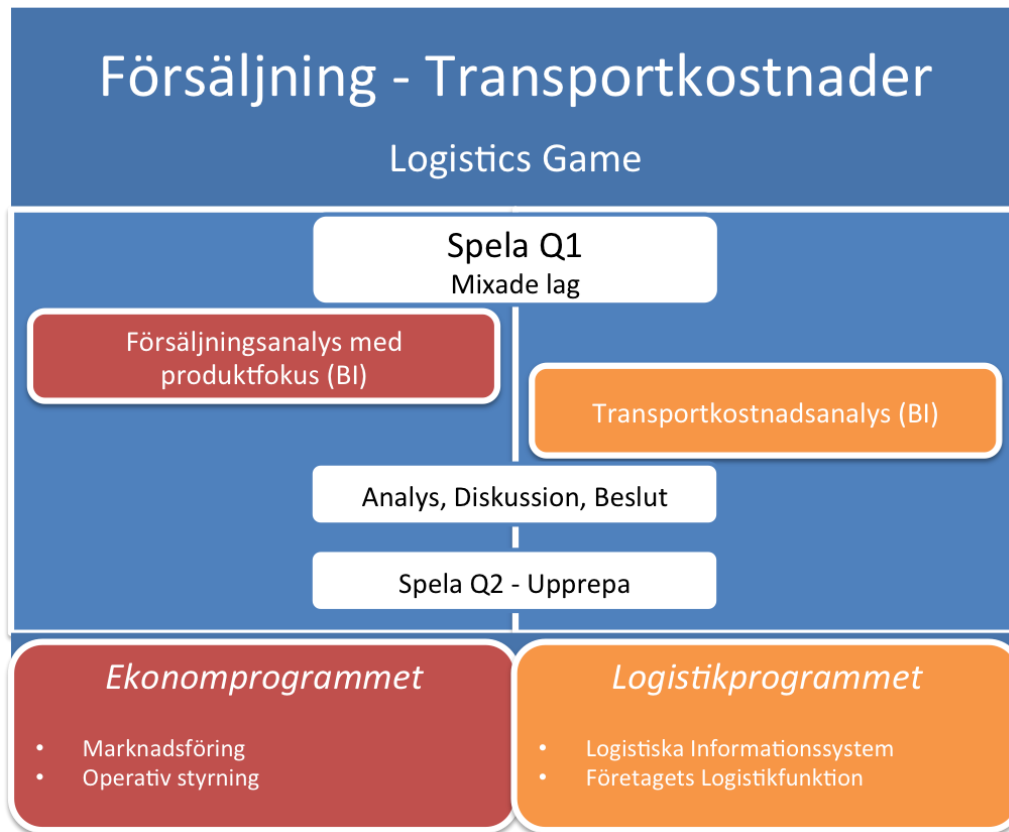 Försäljning - Transportkostnader
Logistics Game
Spela Q1
Mixade lag
Försäljningsanalys med
produktfokus (BI)
Transportkostnadsanalys (BI)
Analys, Diskussion, Beslut
Spela Q2 - Upprepa
Ekonomprogrammet
• Marknadsföring
• Operativ styrning
Logistikprogrammet
• Logistiska Informationssystem
• Företagets Logistikfunktion